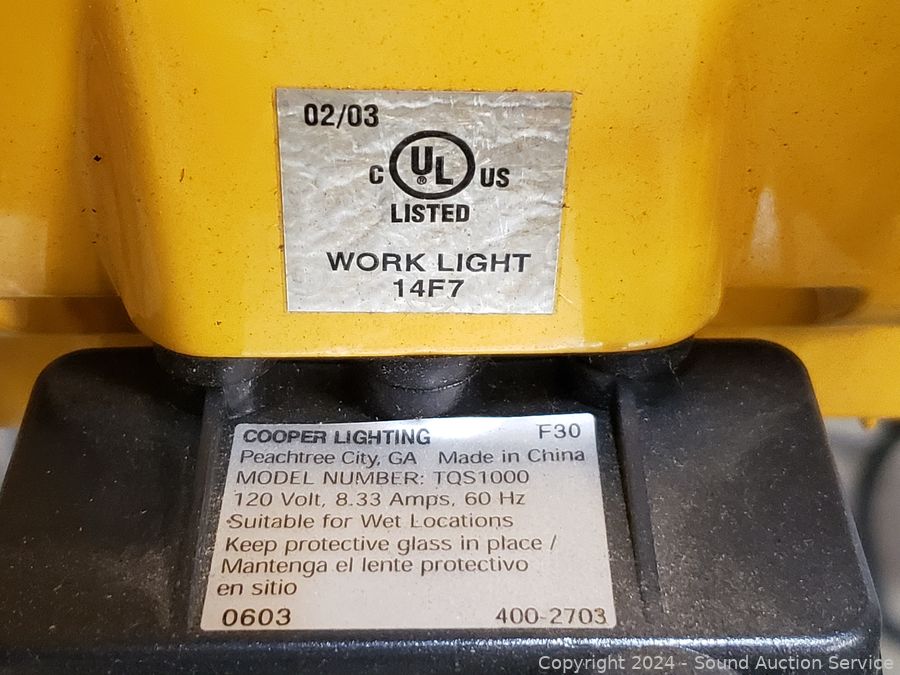 02/03
C UL® US
LISTED
WORK LIGHT
14F7
COOPER LIGHTING F30
Peachtree City, GA Made in China
MODEL NUMBER: TQS1000
120 Volt, 8.33 Amps, 60 Hz
·Suitable for Wet Locations
Keep protective glass in place /
Mantenga el lente protectivo
en sitio
0603 400-2703
Copyright 2024 - Sound Auction Service